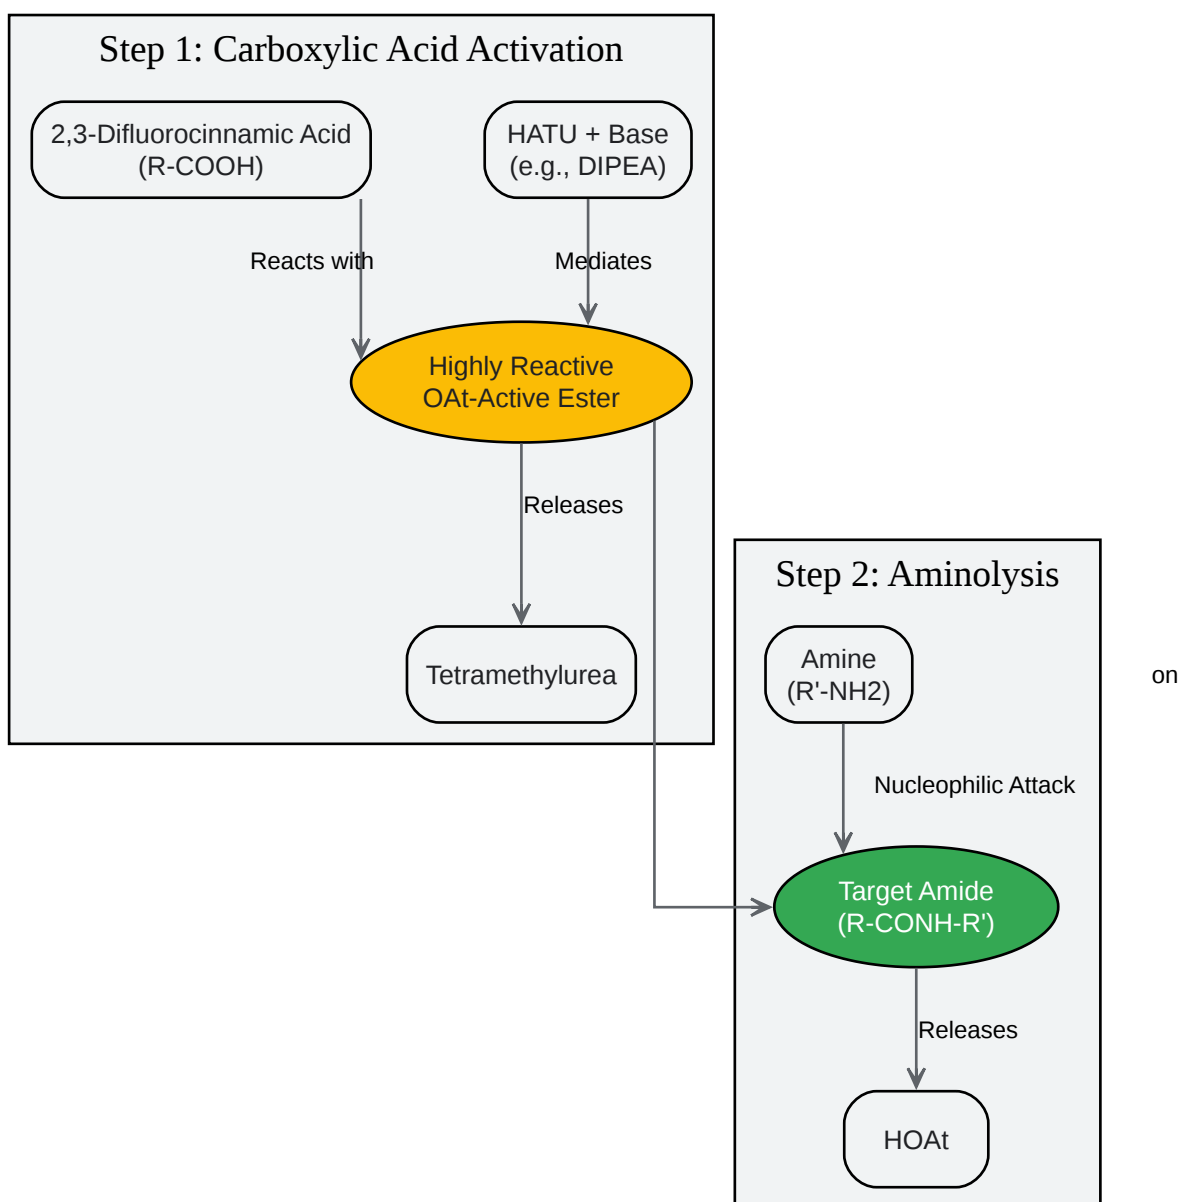 Step 1: Carboxylic Acid Activation
2,3-Difluorocinnamic Acid
(R-COOH)
HATU + Base
(e.g., DIPEA)
Reacts with
Mediates
Highly Reactive
OAt-Active Ester
Releases
Tetramethylurea
Step 2: Aminolysis
Amine
(R'-NH2)
on
Nucleophilic Attack
Target Amide
(R-CONH-R')
Releases
HOAt